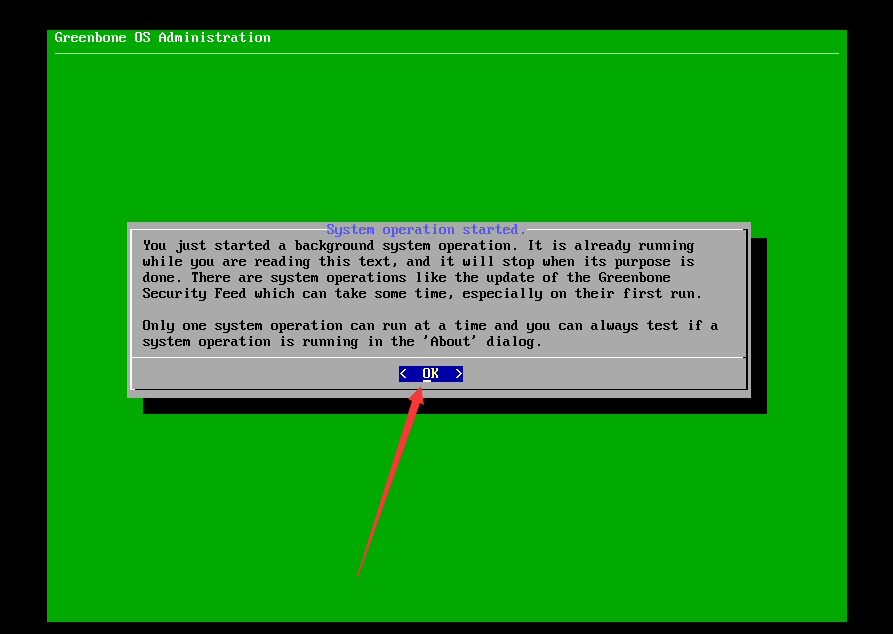 Greenbone OS Administration
System operation started.
You just started a background system operation. It is already running
while you are reading this text, and it will stop when its purpose is
done. There are system operations like the update of the Greenbone
Security Feed which can take some time, especially on their first run.
Only one system operation can run at a time and you can always test if a
system operation is running in the 'About' dialog.
<  OK  >